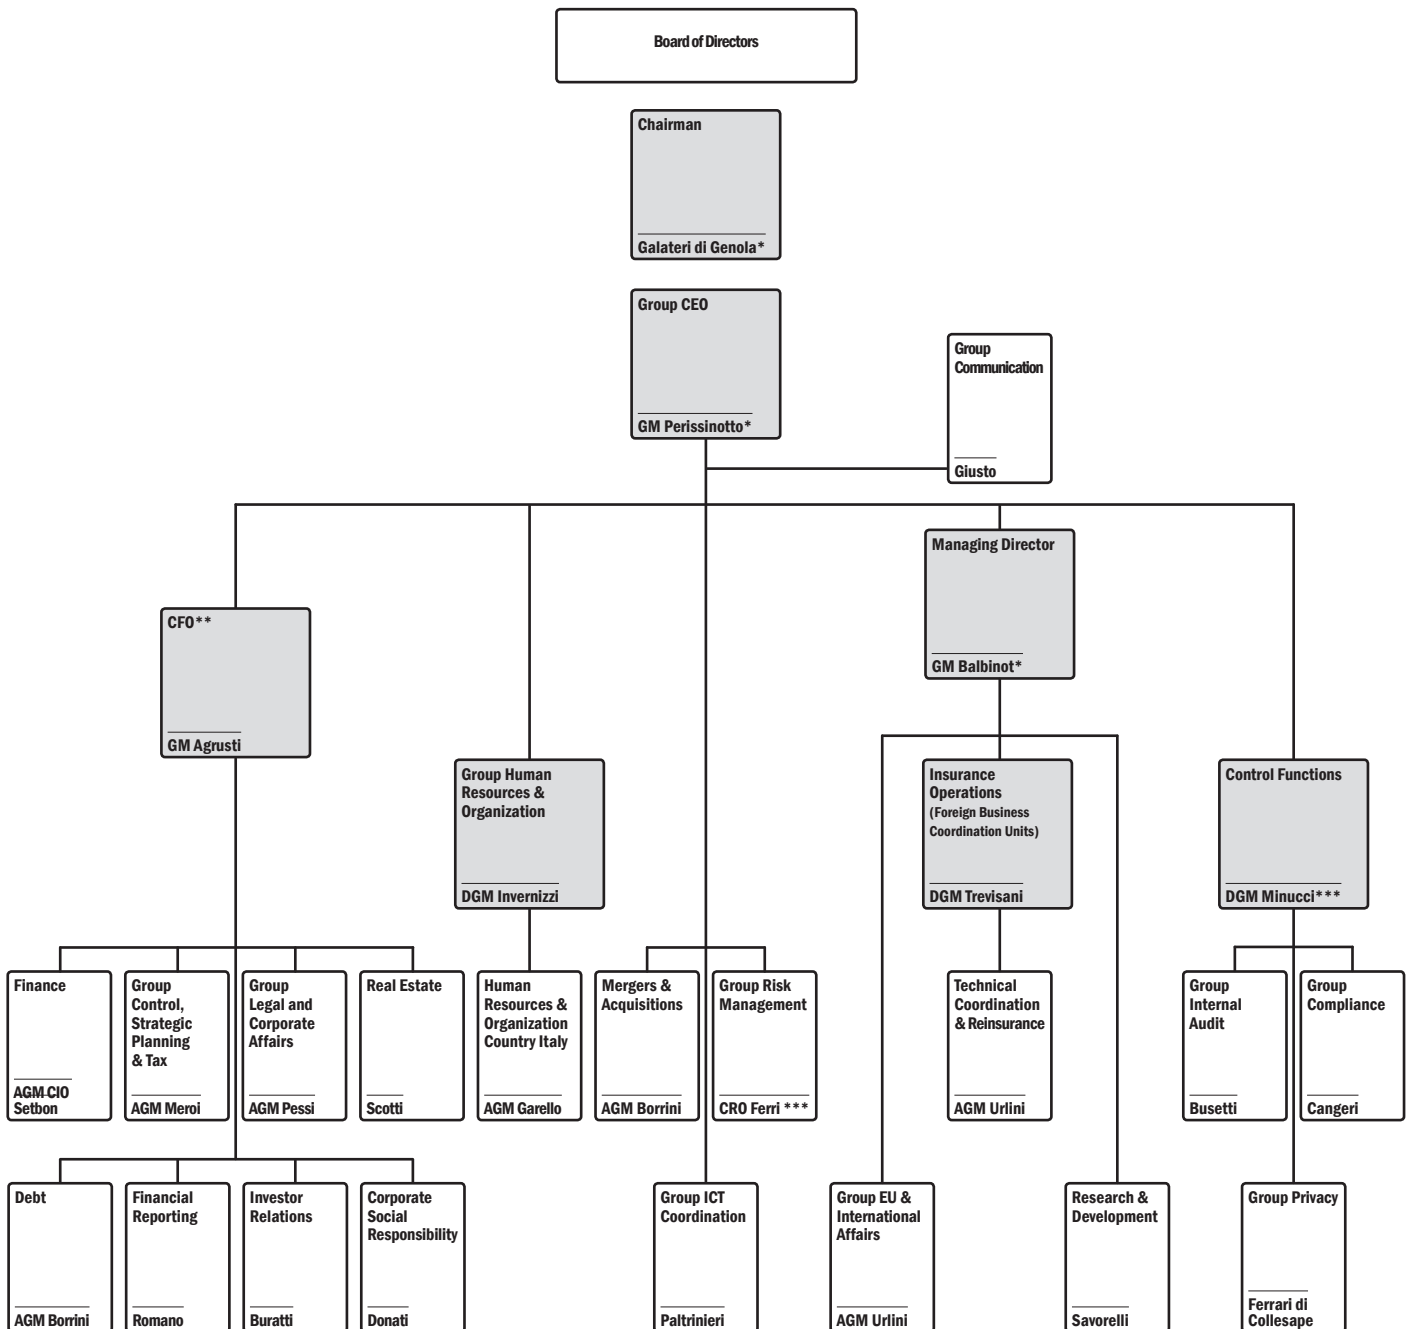 Board of Directors
Chairman
Galateri di Genola*
Group CEO
GM Perissinotto*
Group
Communication
Giusto
Managing Director
GM Balbinot*
CFO**
GM Agrusti
Group Human
Resources &
Organization
DGM Invernizzi
Insurance
Operations
(Foreign Business
Coordination Units)
DGM Trevisani
Control Functions
DGM Minucci***
Finance
AGM CIO
Setbon
Group
Control,
Strategic
Planning
& Tax
AGM Meroi
Group
Legal and
Corporate
Affairs
AGM Pessi
Real Estate
Scotti
Human
Resources &
Organization
Country Italy
AGM Garello
Mergers &
Acquisitions
AGM Borrini
Group Risk
Management
CRO Ferri ***
Technical
Coordination
& Reinsurance
AGM Urlini
Group
Internal
Audit
Busetti
Group
Compliance
Cangeri
Debt
AGM Borrini
Financial
Reporting
Romano
Investor
Relations
Buratti
Corporate
Social
Responsibility
Donati
Group ICT
Coordination
Paltrinieri
Group EU &
International
Affairs
AGM Urlini
Research &
Development
Savorelli
Group Privacy
Ferrari di
Collesape